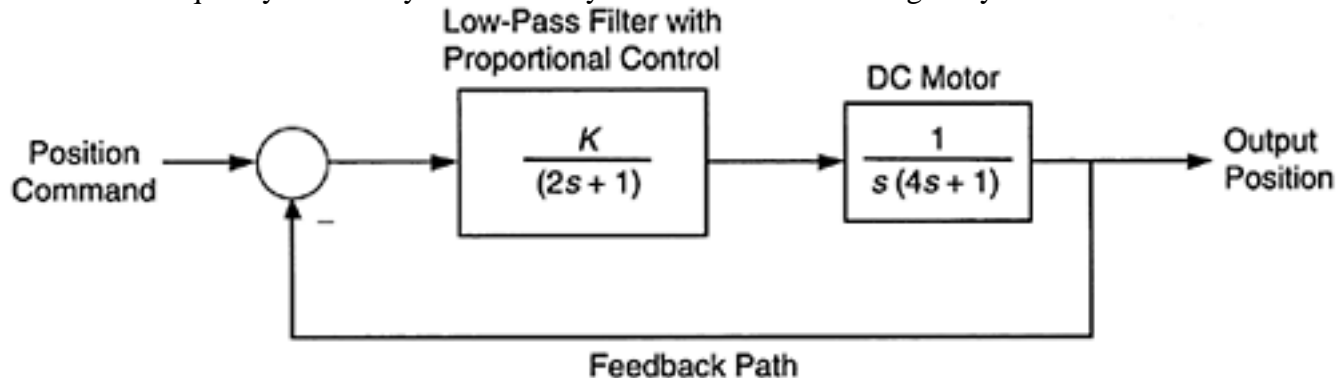 Low-Pass Filter with
Proportional Control
DC Motor
Position
Command
K
(2s + 1)
1
s (4s + 1)
Output
Position
–
Feedback Path